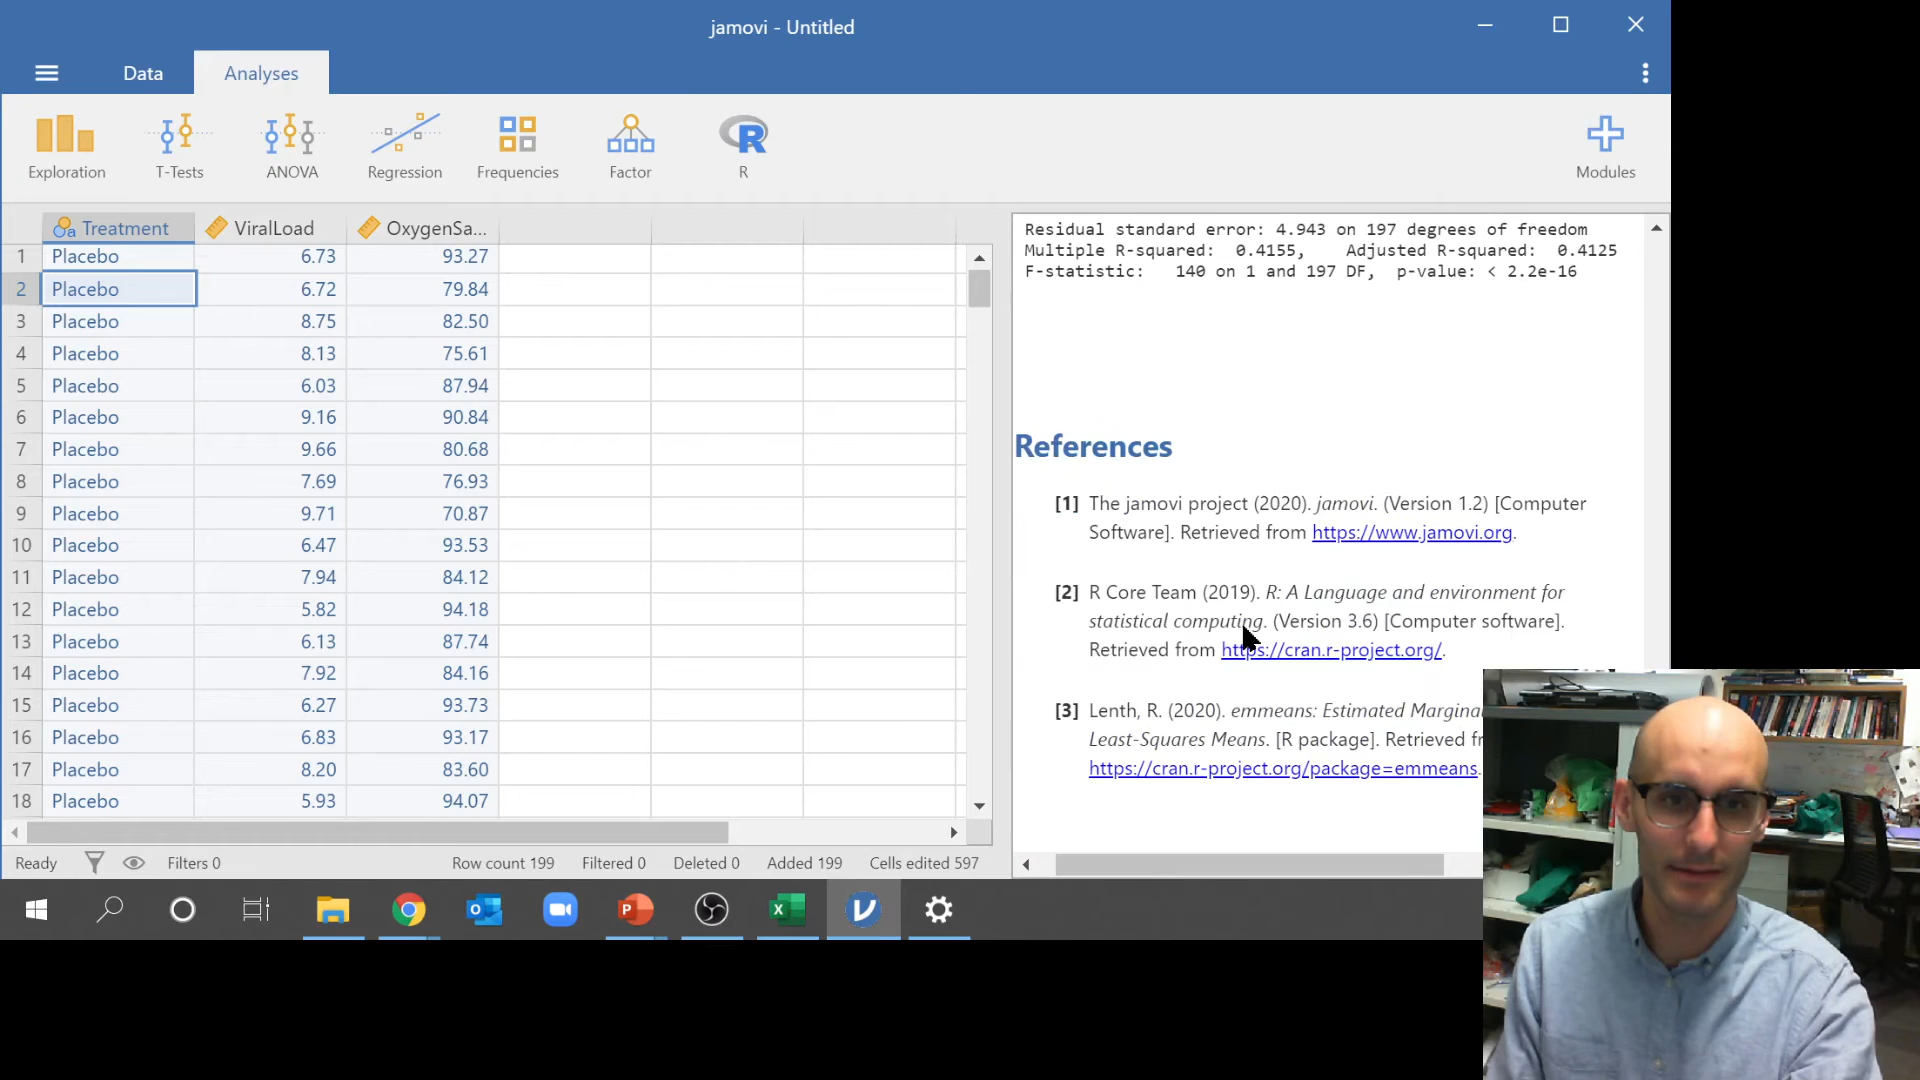 jamovi - Untitled
Data
Analyses
Exploration
T-Tests
ANOVA
Regression
Frequencies
Factor
R
Modules
Treatment ViralLoad OxygenSa...
1 Placebo 6.73 93.27
2 Placebo 6.72 79.84
3 Placebo 8.75 82.50
4 Placebo 8.13 75.61
5 Placebo 6.03 87.94
6 Placebo 9.16 90.84
7 Placebo 9.66 80.68
8 Placebo 7.69 76.93
9 Placebo 9.71 70.87
10 Placebo 6.47 93.53
11 Placebo 7.94 84.12
12 Placebo 5.82 94.18
13 Placebo 6.13 87.74
14 Placebo 7.92 84.16
15 Placebo 6.27 93.73
16 Placebo 6.83 93.17
17 Placebo 8.20 83.60
18 Placebo 5.93 94.07
Ready Filters 0 Row count 199 Filtered 0 Deleted 0 Added 199 Cells edited 597
Residual standard error: 4.943 on 197 degrees of freedom
Multiple R-squared: 0.4155, Adjusted R-squared: 0.4125
F-statistic: 140 on 1 and 197 DF, p-value: < 2.2e-16
References
[1] The jamovi project (2020). jamovi. (Version 1.2) [Computer
Software]. Retrieved from https://www.jamovi.org.
[2] R Core Team (2019). R: A Language and environment for
statistical computing. (Version 3.6) [Computer software].
Retrieved from https://cran.r-project.org/.
[3] Lenth, R. (2020). emmeans: Estimated Margina
Least-Squares Means. [R package]. Retrieved fr
https://cran.r-project.org/package=emmeans.